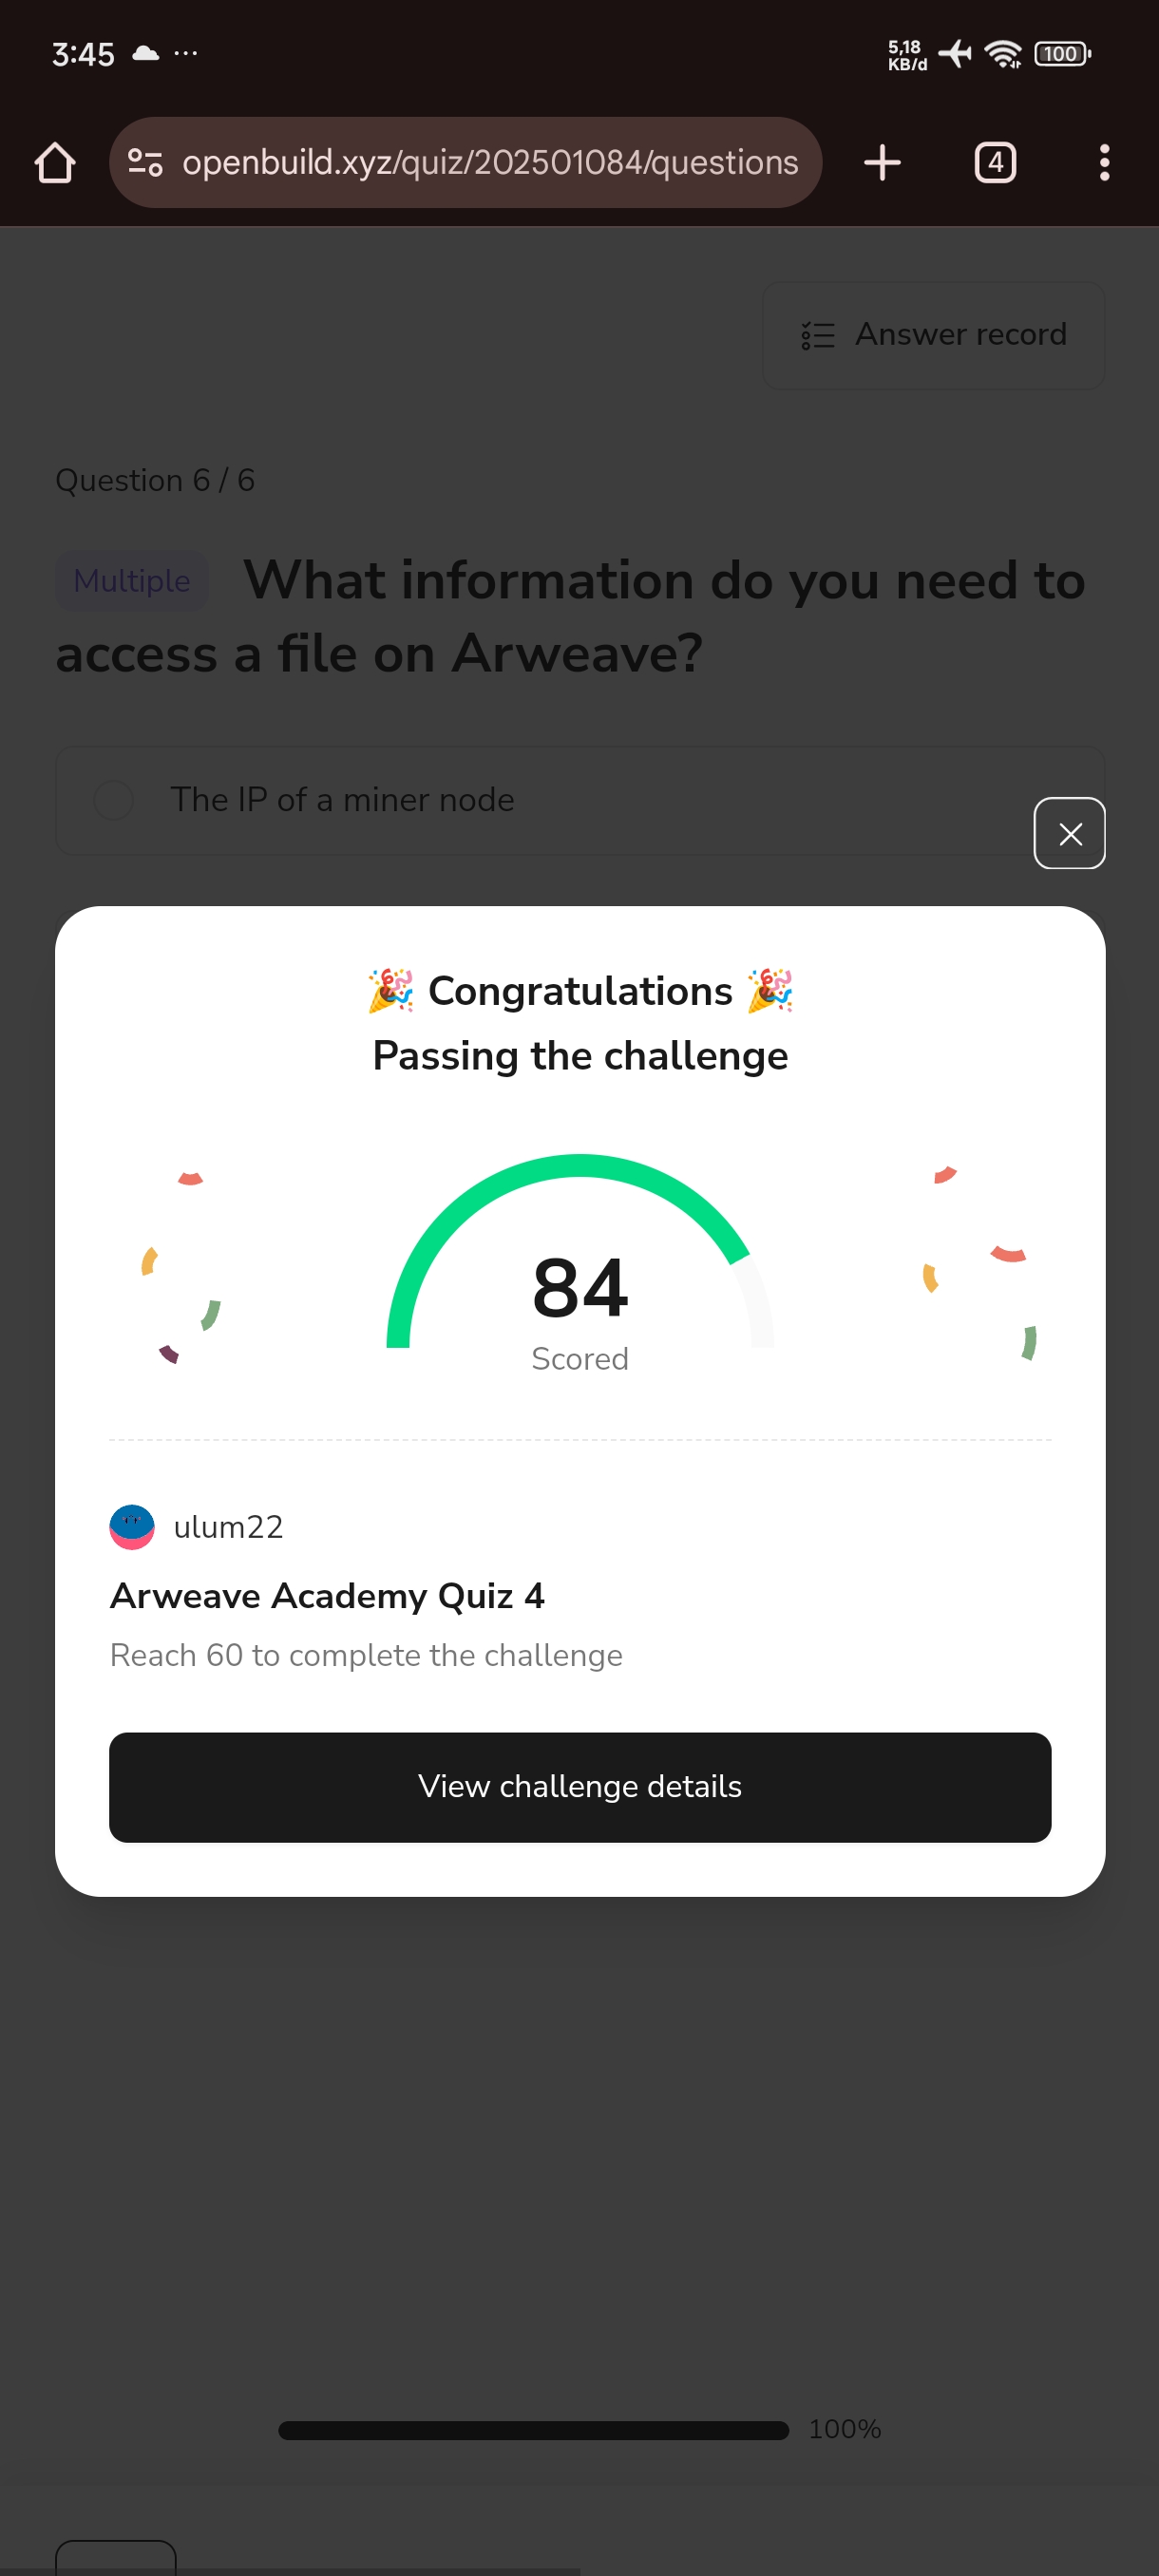 3:45
5,18
KB/d
100
openbuild.xyz/quiz/202501084/questions
4
Answer record
Question 6 / 6
Multiple What information do you need to
access a file on Arweave?
The IP of a miner node
🎉 Congratulations 🎉
Passing the challenge
84
Scored
ulum22
Arweave Academy Quiz 4
Reach 60 to complete the challenge
View challenge details
100%